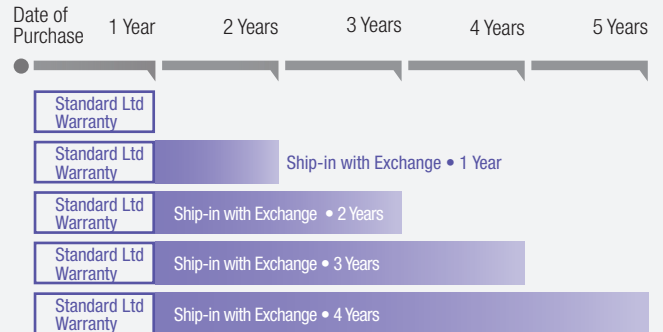 Date of
Purchase
1 Year
2 Years
3 Years
4 Years
5 Years
Standard Ltd
Warranty
Standard Ltd
Warranty
Ship-in with Exchange • 1 Year
Standard Ltd
Warranty
Ship-in with Exchange • 2 Years
Standard Ltd
Warranty
Ship-in with Exchange • 3 Years
Standard Ltd
Warranty
Ship-in with Exchange • 4 Years